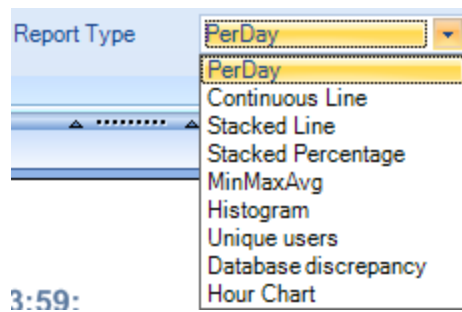 Report Type PerDay
PerDay
Continuous Line
Stacked Line
Stacked Percentage
MinMaxAvg
Histogram
Unique users
Database discrepancy
Hour Chart
3:59: